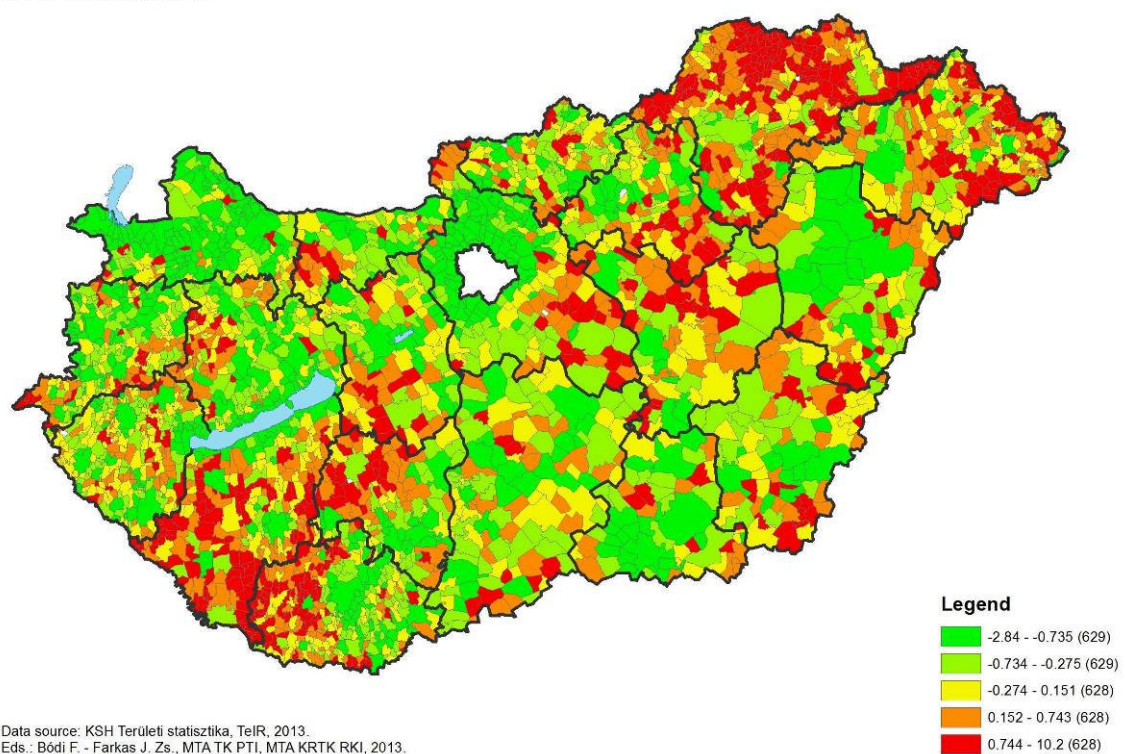 Legend
-2.84 - -0.735 (629)
-0.734 - -0.275 (629)
-0.274 - 0.151 (628)
0.152 - 0.743 (628)
0.744 - 10.2 (628)
Data source: KSH Területi statisztika, TeIR, 2013.
Eds.: Bódi F. - Farkas J. Zs., MTA TK PTI, MTA KRTK RKI, 2013.